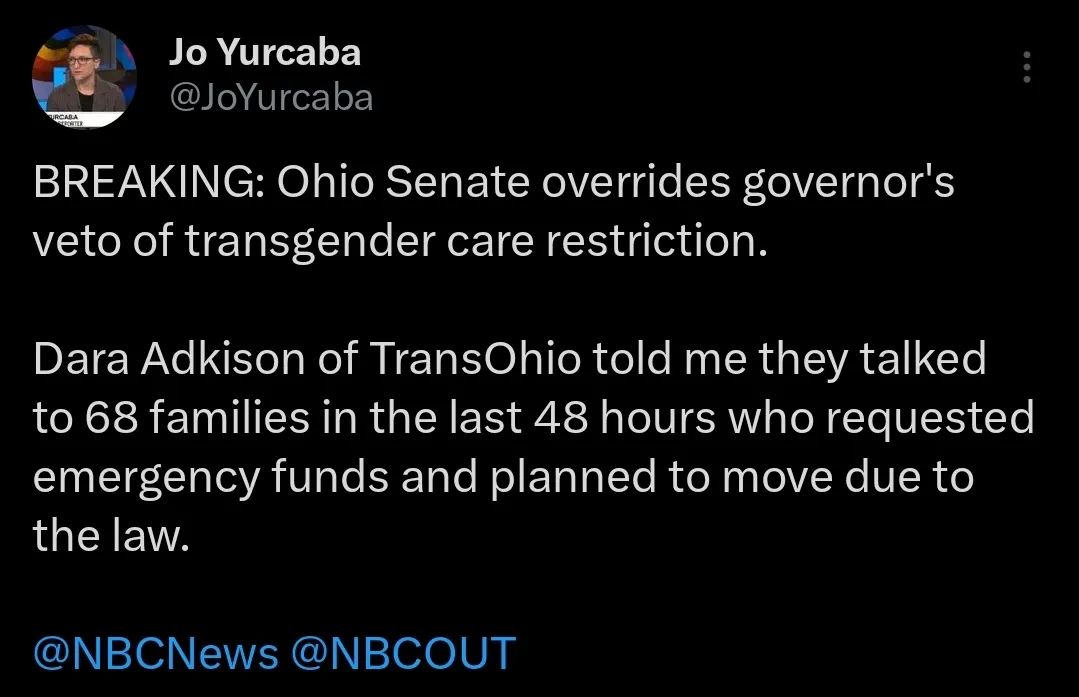 Jo Yurcaba
@JoYurcaba
URCABA
REPORTER
BREAKING: Ohio Senate overrides governor's
veto of transgender care restriction.
Dara Adkison of TransOhio told me they talked
to 68 families in the last 48 hours who requested
emergency funds and planned to move due to
the law.
@NBCNews @NBCOUT